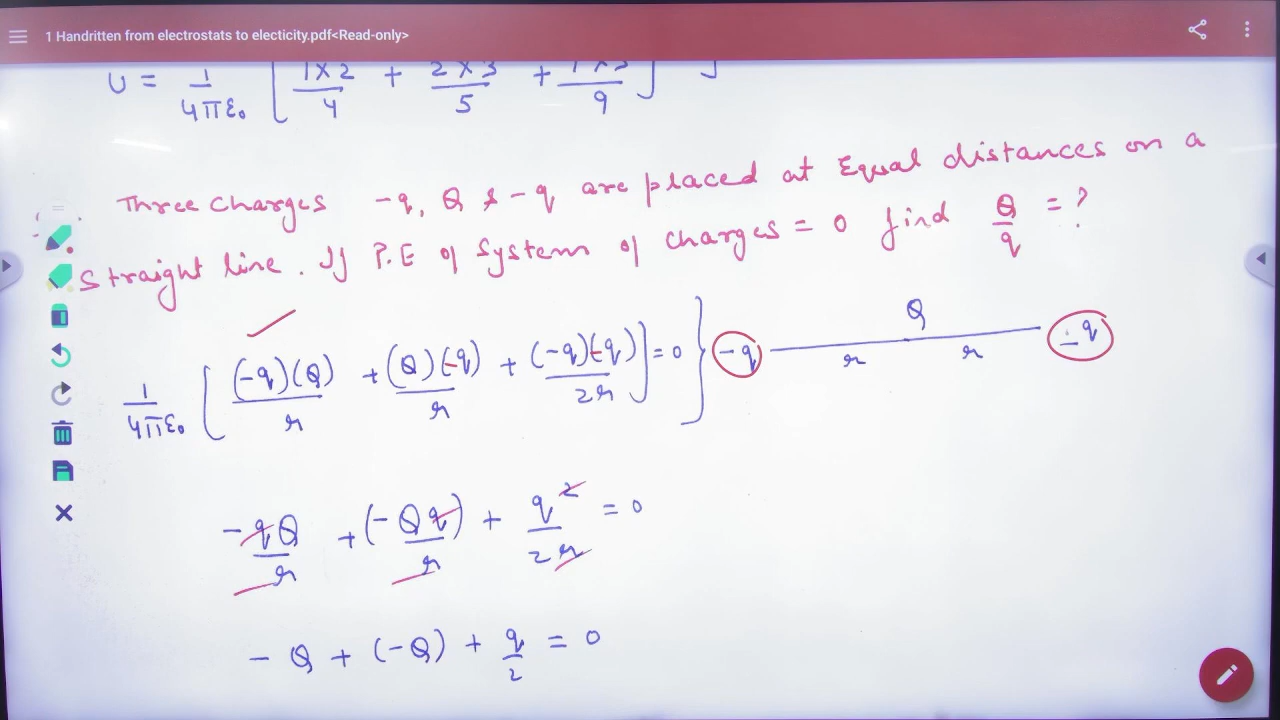 1 Handritten from electrostats to electicity.pdf<Read-only>
U = 1/4πε₀ [ 1×2/4 + 2×3/5 + 1×3/9 ] J
Three charges -q, Q & -q are placed at Equal distances on a
straight line. If P.E of system of charges = 0 find Q/q = ?
1/4πε₀ [ (-q)(Q)/r + (Q)(-q)/r + (-q)(-q)/2r ] = 0 } -q r Q r -q
-qQ/r + (-Qq)/r + q²/2r = 0
- Q + (-Q) + q/2 = 0